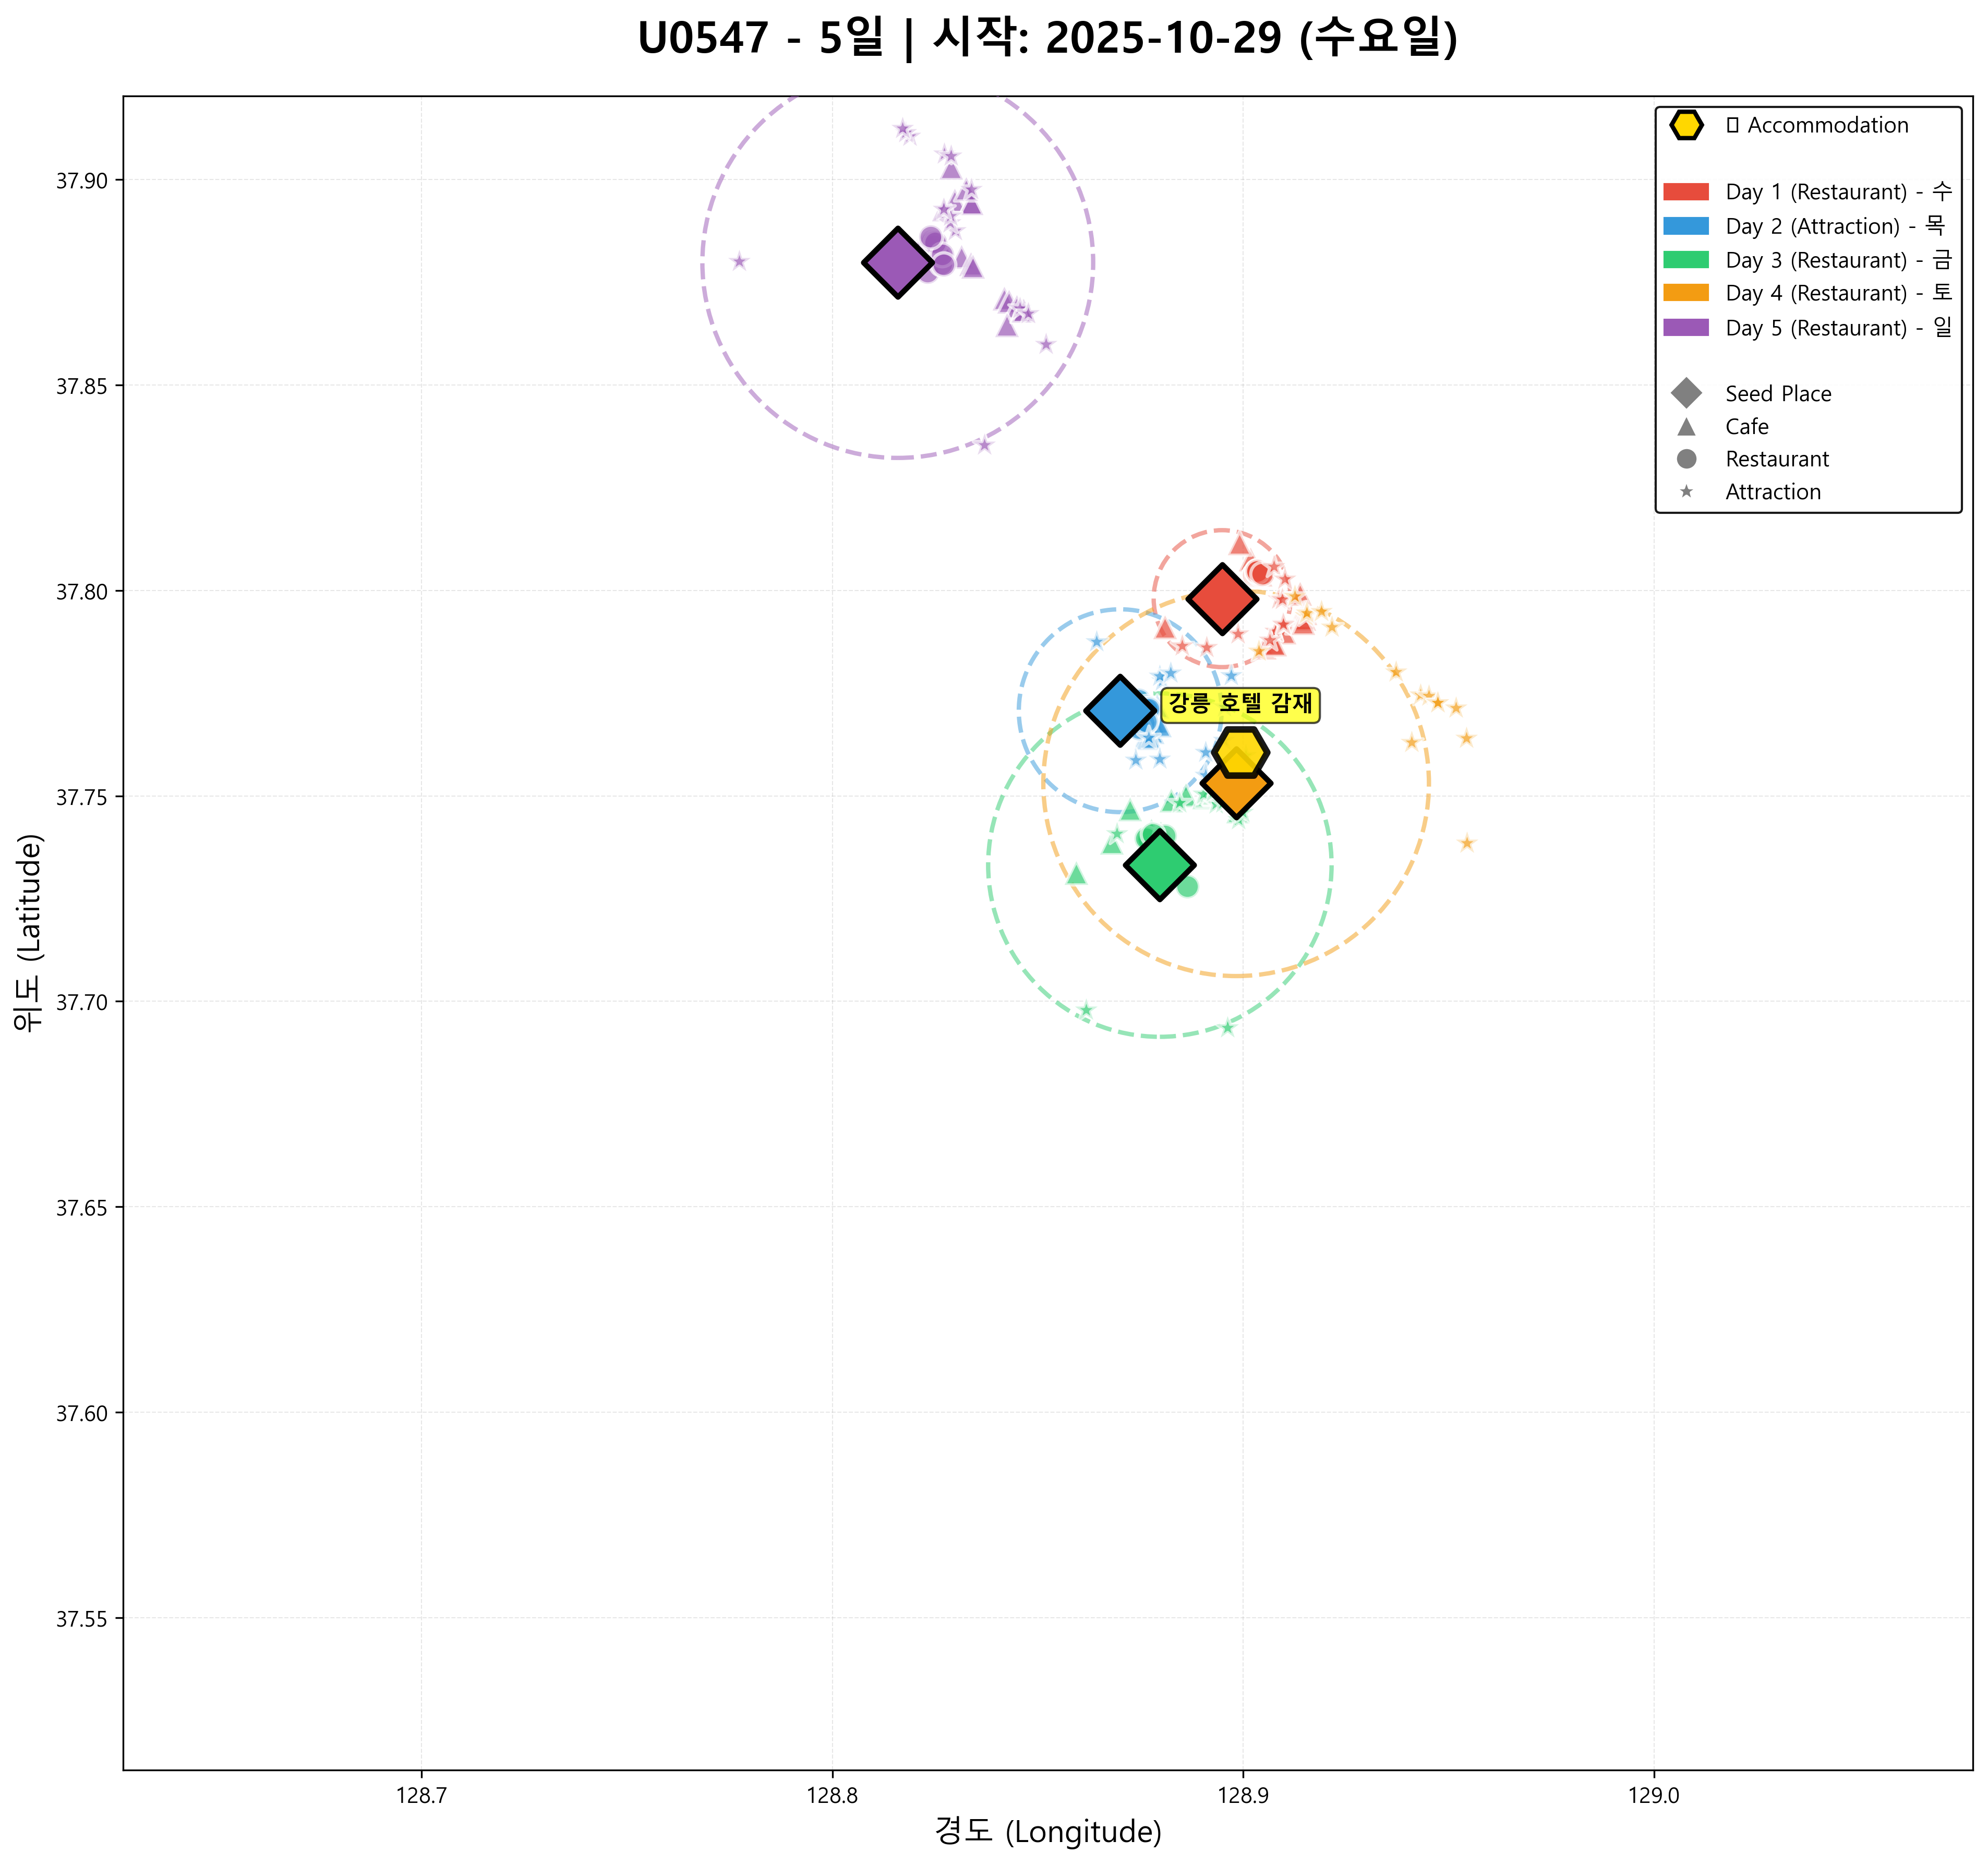 U0547 - 5일 | 시작: 2025-10-29 (수요일)
Accommodation
Day 1 (Restaurant) - 수
Day 2 (Attraction) - 목
Day 3 (Restaurant) - 금
Day 4 (Restaurant) - 토
Day 5 (Restaurant) - 일
Seed Place
Cafe
Restaurant
Attraction
강릉 호텔 감재
37.90
37.85
37.80
37.75
37.70
37.65
37.60
37.55
위도 (Latitude)
128.7
128.8
128.9
129.0
경도 (Longitude)